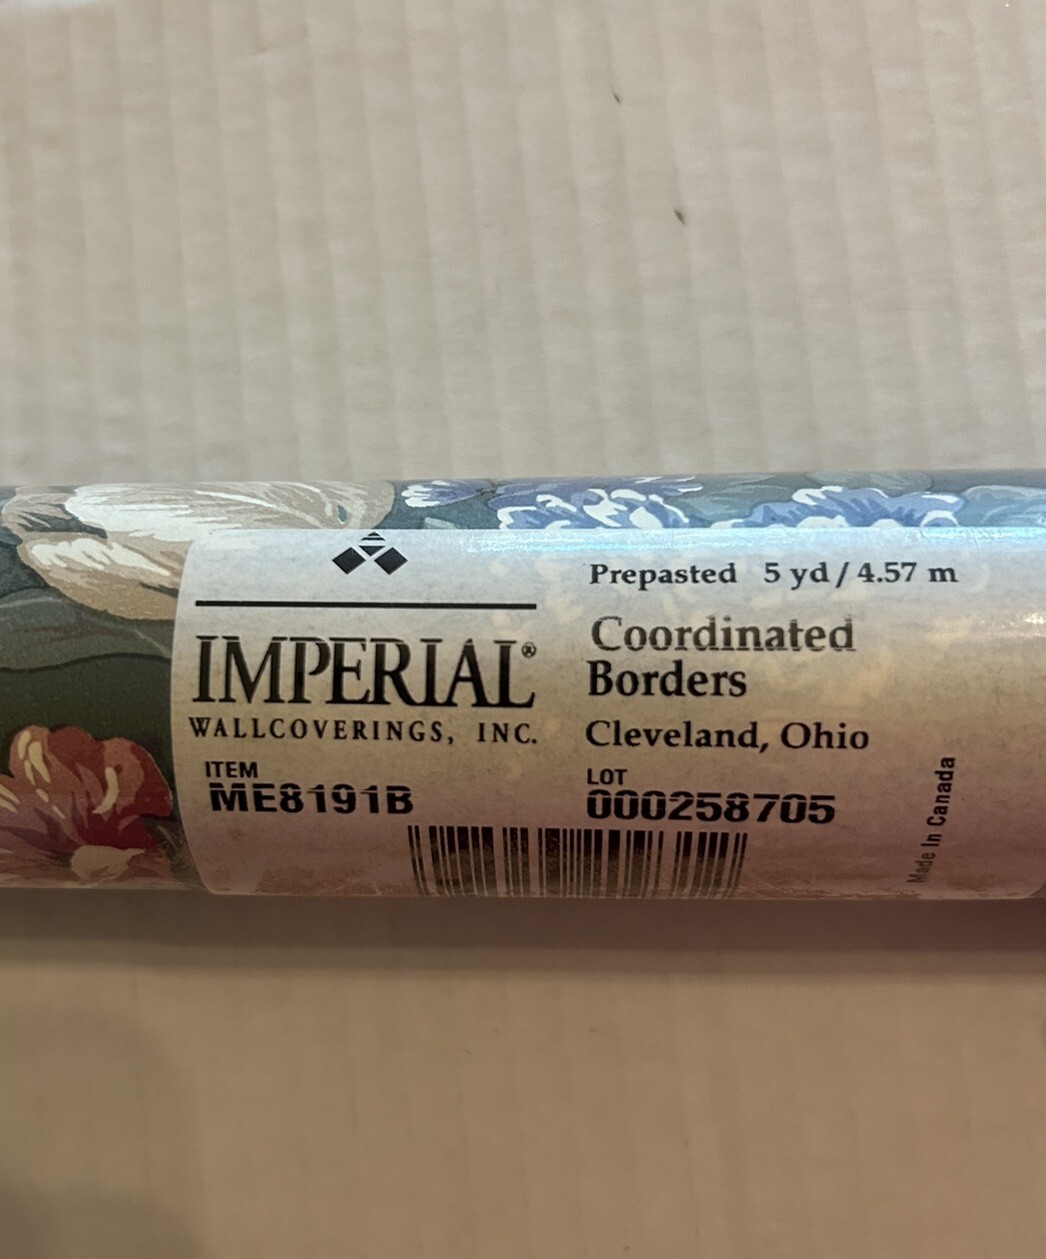 IMPERIAL®
WALLCOVERINGS, INC.
ITEM
ME8191B
Prepasted 5 yd / 4.57 m
Coordinated
Borders
Cleveland, Ohio
LOT
000258705
Made In Canada